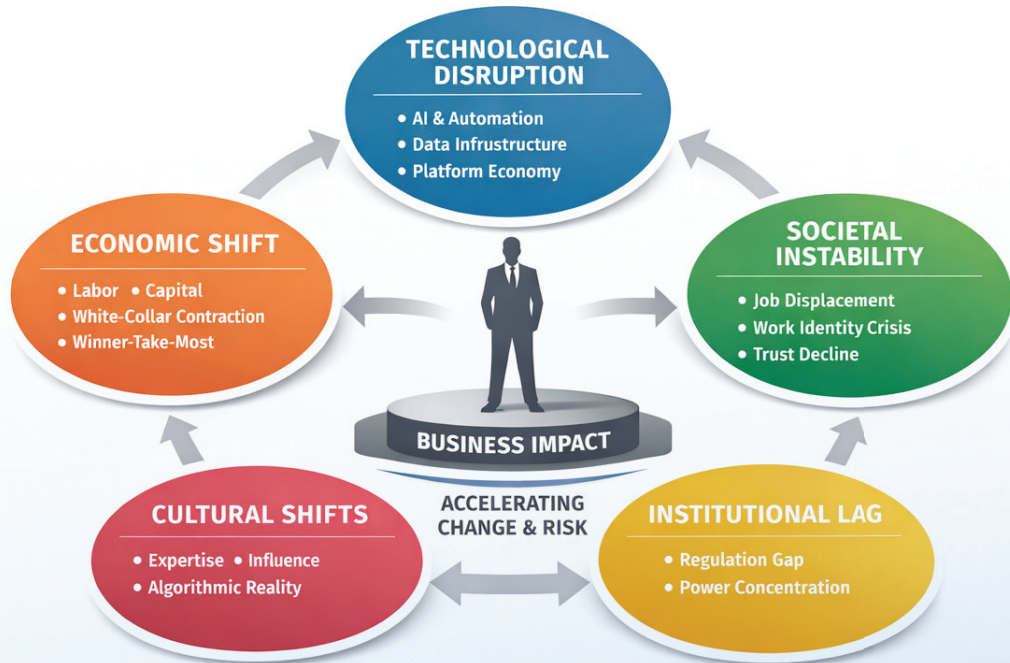 TECHNOLOGICAL
DISRUPTION
• AI & Automation
• Data Infrustructure
• Platform Economy
ECONOMIC SHIFT
• Labor • Capital
• White-Collar Contraction
• Winner-Take-Most
SOCIETAL
INSTABILITY
• Job Displacement
• Work Identity Crisis
• Trust Decline
BUSINESS IMPACT
ACCELERATING
CHANGE & RISK
CULTURAL SHIFTS
• Expertise • Influence
• Algorithmic Reality
INSTITUTIONAL LAG
• Regulation Gap
• Power Concentration